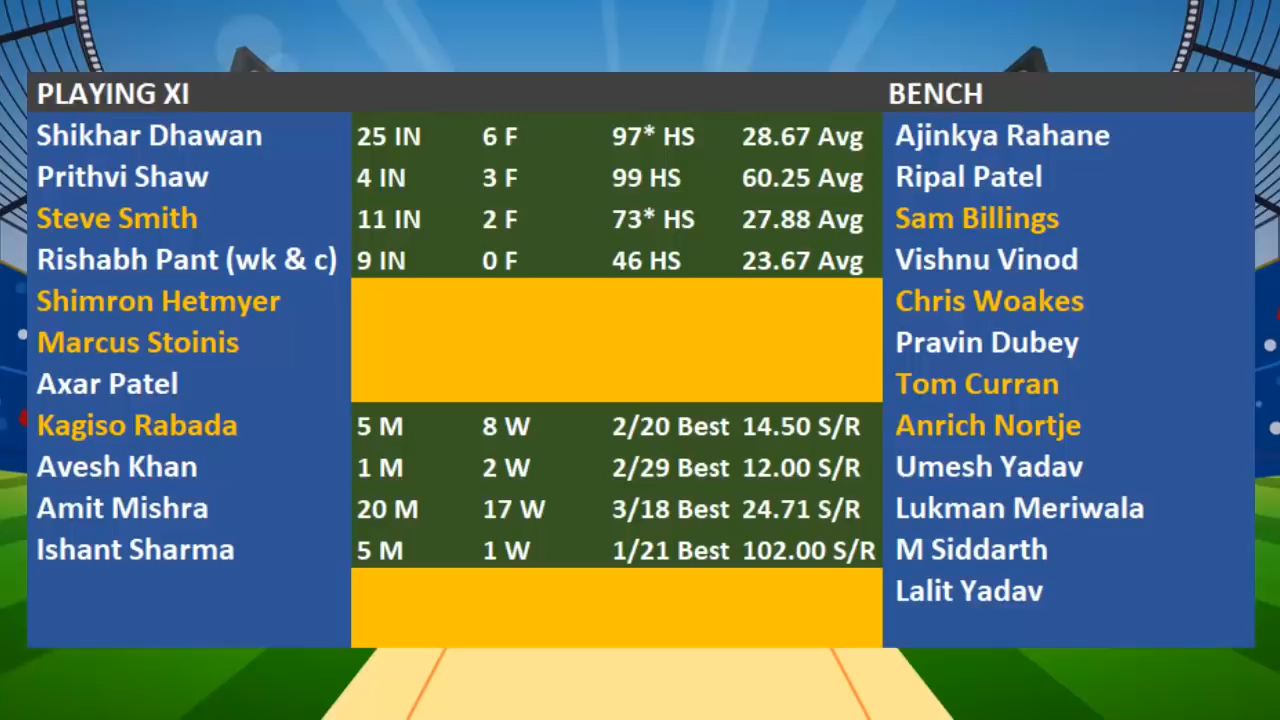 PLAYING XI BENCH
Shikhar Dhawan 25 IN 6 F 97* HS 28.67 Avg Ajinkya Rahane
Prithvi Shaw 4 IN 3 F 99 HS 60.25 Avg Ripal Patel
Steve Smith 11 IN 2 F 73* HS 27.88 Avg Sam Billings
Rishabh Pant (wk & c) 9 IN 0 F 46 HS 23.67 Avg Vishnu Vinod
Shimron Hetmyer Chris Woakes
Marcus Stoinis Pravin Dubey
Axar Patel Tom Curran
Kagiso Rabada 5 M 8 W 2/20 Best 14.50 S/R Anrich Nortje
Avesh Khan 1 M 2 W 2/29 Best 12.00 S/R Umesh Yadav
Amit Mishra 20 M 17 W 3/18 Best 24.71 S/R Lukman Meriwala
Ishant Sharma 5 M 1 W 1/21 Best 102.00 S/R M Siddarth
Lalit Yadav